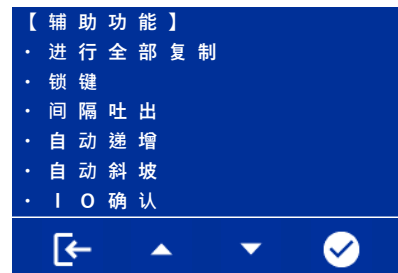 【辅助功能】
・进行全部复制
・锁键
・间隔吐出
・自动递增
・自动斜坡
・ＩＯ确认